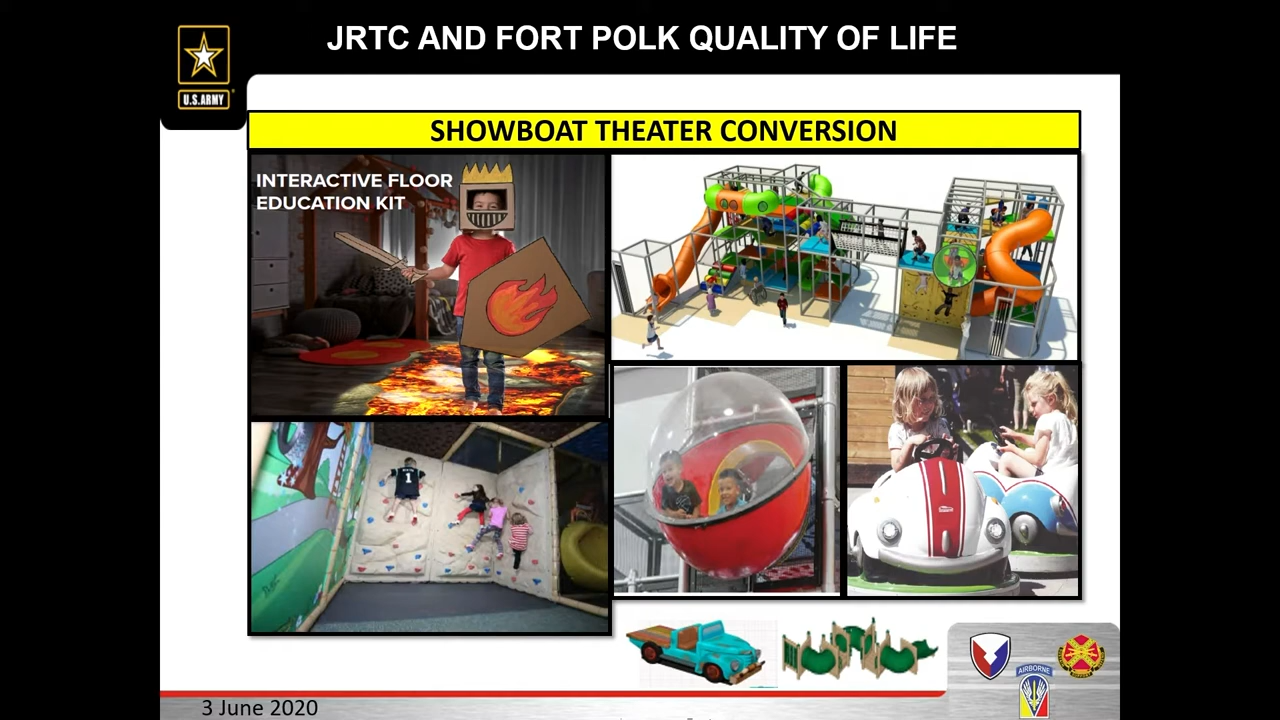 JRTC AND FORT POLK QUALITY OF LIFE
U.S.ARMY
SHOWBOAT THEATER CONVERSION
INTERACTIVE FLOOR
EDUCATION KIT
1
AIRBORNE
3 June 2020